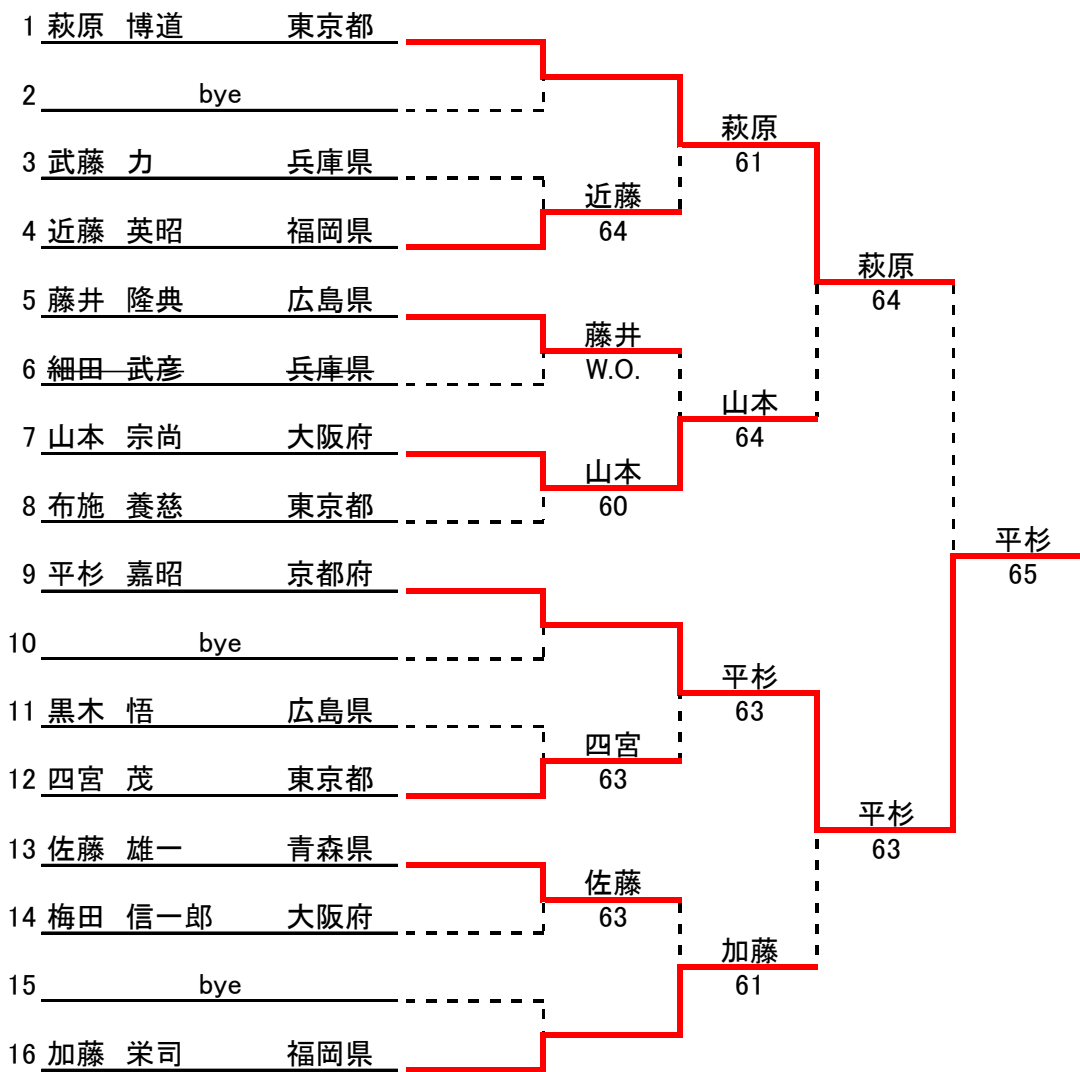 1 萩原 博道 東京都
2 bye
3 武藤 力 兵庫県
4 近藤 英昭 福岡県
5 藤井 隆典 広島県
6 細田 武彦 兵庫県
7 山本 宗尚 大阪府
8 布施 養慈 東京都
9 平杉 嘉昭 京都府
10 bye
11 黒木 悟 広島県
12 四宮 茂 東京都
13 佐藤 雄一 青森県
14 梅田 信一郎 大阪府
15 bye
16 加藤 栄司 福岡県
近藤
64
藤井
W.O.
山本
60
四宮
63
佐藤
63
萩原
61
山本
64
平杉
63
加藤
61
萩原
64
平杉
63
平杉
65